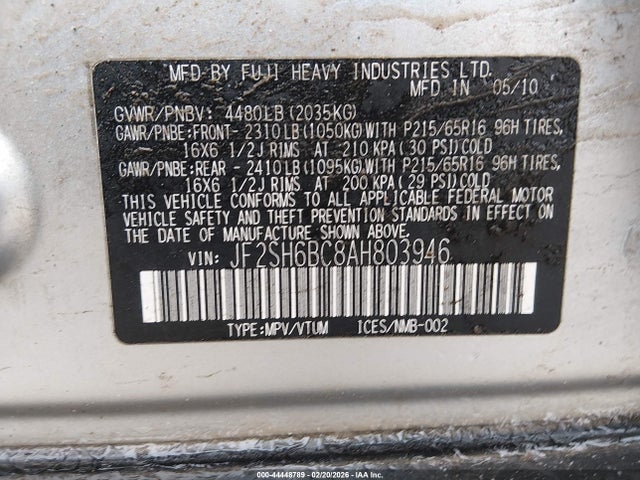 MFD BY FUJI HEAVY INDUSTRIES LTD.
MFD IN 05/10
GVWR/PNBV: 4480LB(2035KG)
GAWR/PNBE:FRONT- 2310LB(1050KG)WITH P215/65R16 96H TIRES,
16X6 1/2J RIMS AT 210 KPA(30 PSI)COLD
GAWR/PNBE:REAR - 2410LB(1095KG)WITH P215/65R16 96H TIRES,
16X6 1/2J RIMS AT 200 KPA(29 PSI)COLD
THIS VEHICLE CONFORMS TO ALL APPLICABLE FEDERAL MOTOR
VEHICLE SAFETY AND THEFT PREVENTION STANDARDS IN EFFECT ON
THE DATE OF MANUFACTURE SHOWN ABOVE.
VIN: JF2SH6BC8AH803946
TYPE:MPV/VTUM ICES/NMB-002
000-44448789 - 02/20/2026 - IAA Inc.